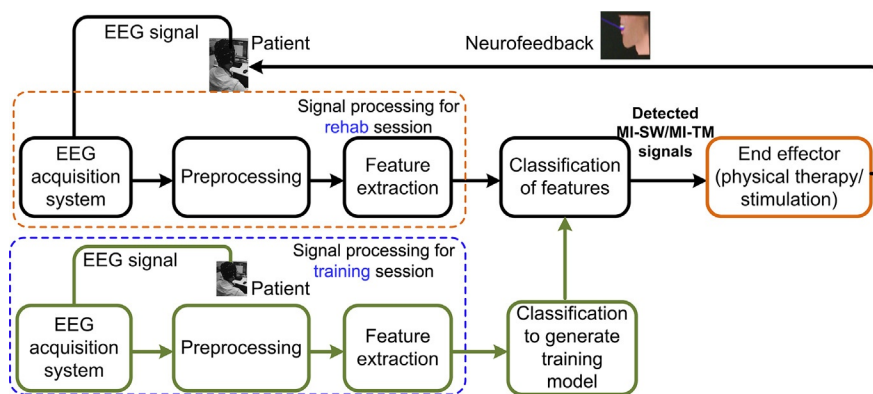 EEG signal
Patient
Neurofeedback
Signal processing for
rehab session
EEG
acquisition
system
Preprocessing
Feature
extraction
Classification
of features
Detected
MI-SW/MI-TM
signals
End effector
(physical therapy/
stimulation)
EEG signal
Patient
Signal processing for
training session
EEG
acquisition
system
Preprocessing
Feature
extraction
Classification
to generate
training
model